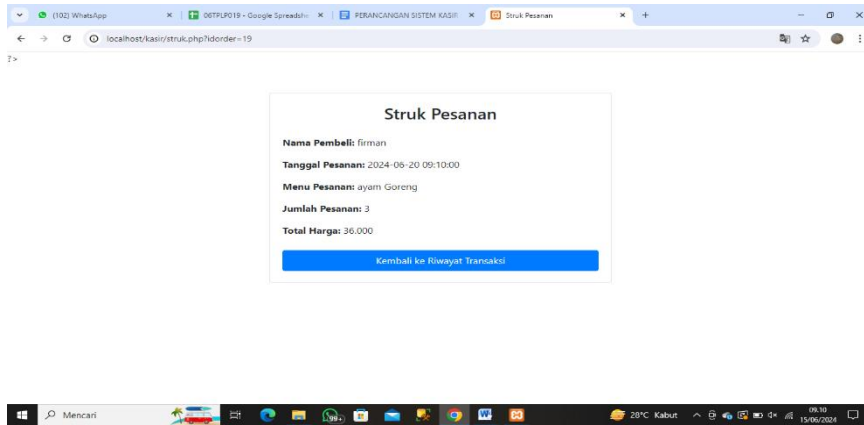 (102) WhatsApp
06TPLP019 - Google Spreadshe
PERANCANGAN SISTEM KASIR
Struk Pesanan
localhost/kasir/struk.php?idorder=19
?>
Struk Pesanan
Nama Pembeli: firman
Tanggal Pesanan: 2024-06-20 09:10:00
Menu Pesanan: ayam Goreng
Jumlah Pesanan: 3
Total Harga: 36.000
Kembali ke Riwayat Transaksi
Mencari
99+
28°C Kabut
09.10
15/06/2024